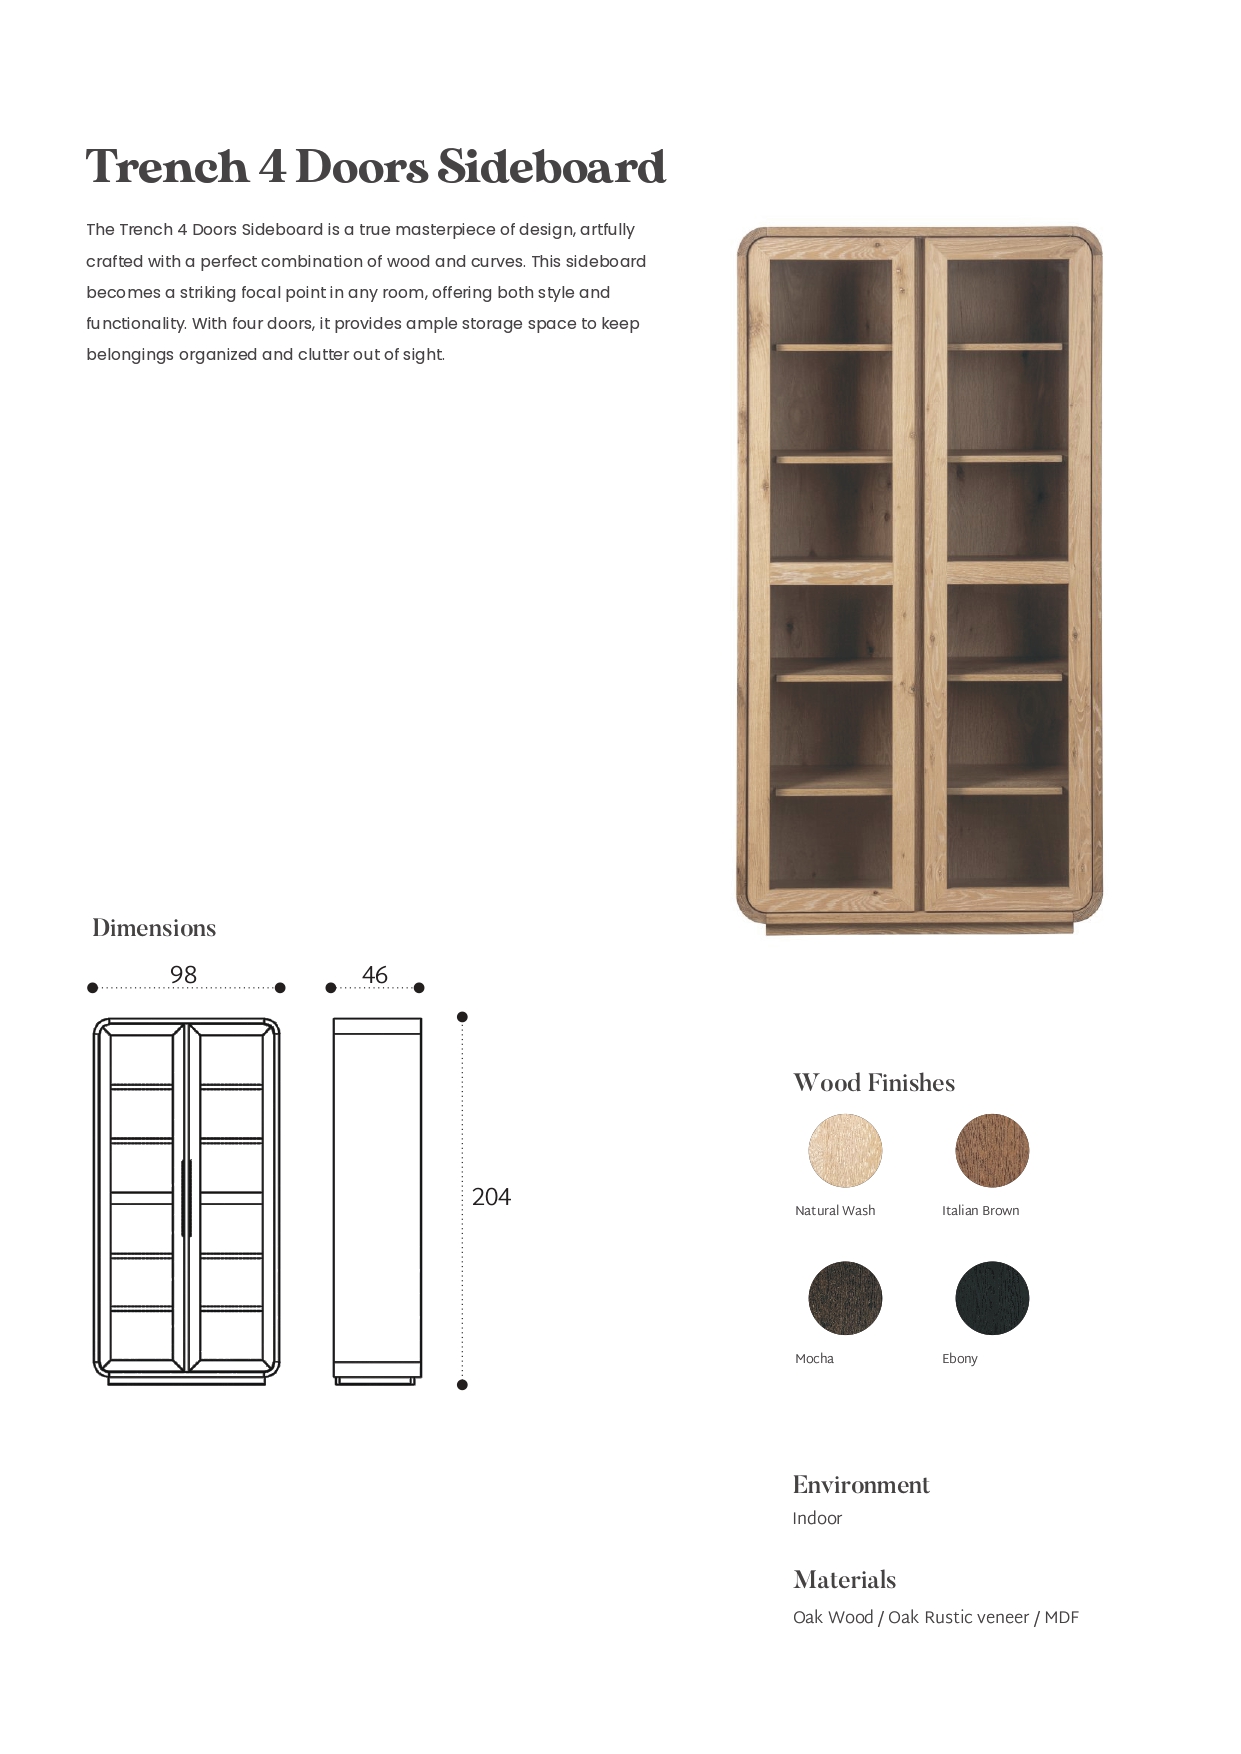 Trench 4 Doors Sideboard
The Trench 4 Doors Sideboard is a true masterpiece of design, artfully
crafted with a perfect combination of wood and curves. This sideboard
becomes a striking focal point in any room, offering both style and
functionality. With four doors, it provides ample storage space to keep
belongings organized and clutter out of sight.
Dimensions
98
46
204
Wood Finishes
Natural Wash
Italian Brown
Mocha
Ebony
Environment
Indoor
Materials
Oak Wood / Oak Rustic veneer / MDF